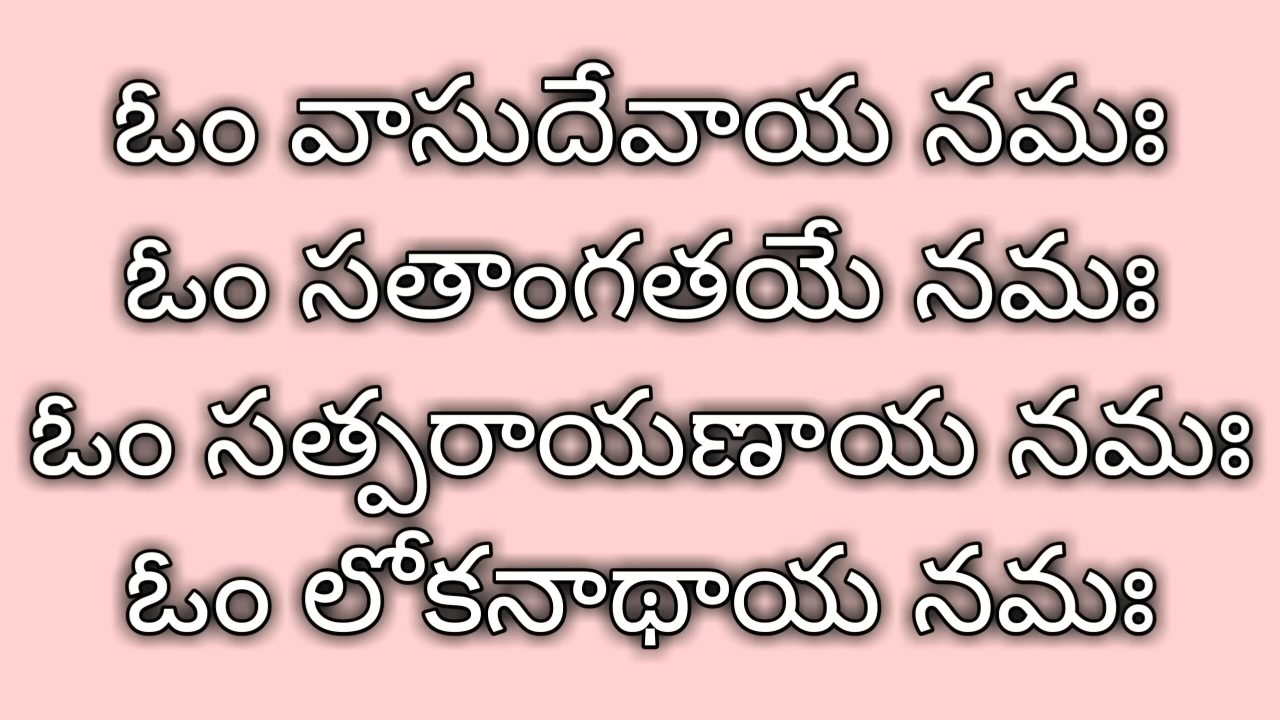 ఓం వాసుదేవాయ నమః
ఓం సతాంగతయే నమః
ఓం సత్పరాయణాయ నమః
ఓం లోకనాథాయ నమః